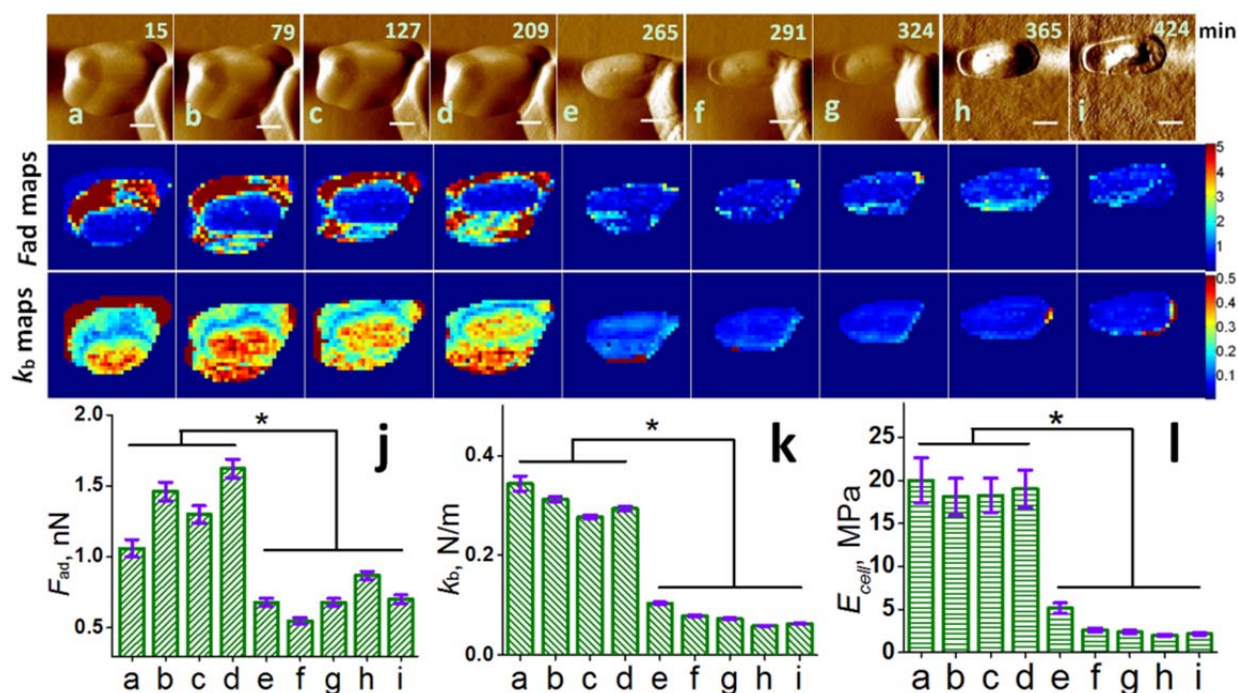 15 79 127 209 265 291 324 365 424 min
a b c d e f g h i
Fad maps
5
4
3
2
1
kb maps
0.5
0.4
0.3
0.2
0.1
j
*
Fad, nN
2.0
1.5
1.0
0.5
a b c d e f g h i
k
*
kb, N/m
0.4
0.2
0.0
a b c d e f g h i
l
*
Ecell, MPa
25
20
15
10
5
0
a b c d e f g h i